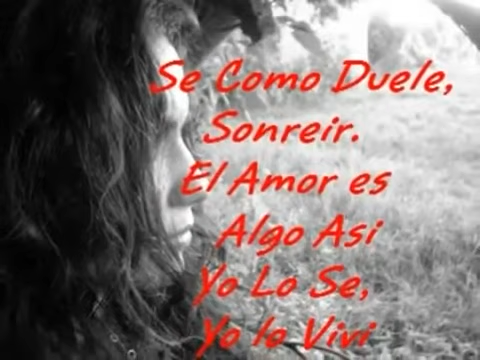 Se Como Duele,
Sonreir.
El Amor es
Algo Asi
Yo Lo Se,
Yo lo Vivi